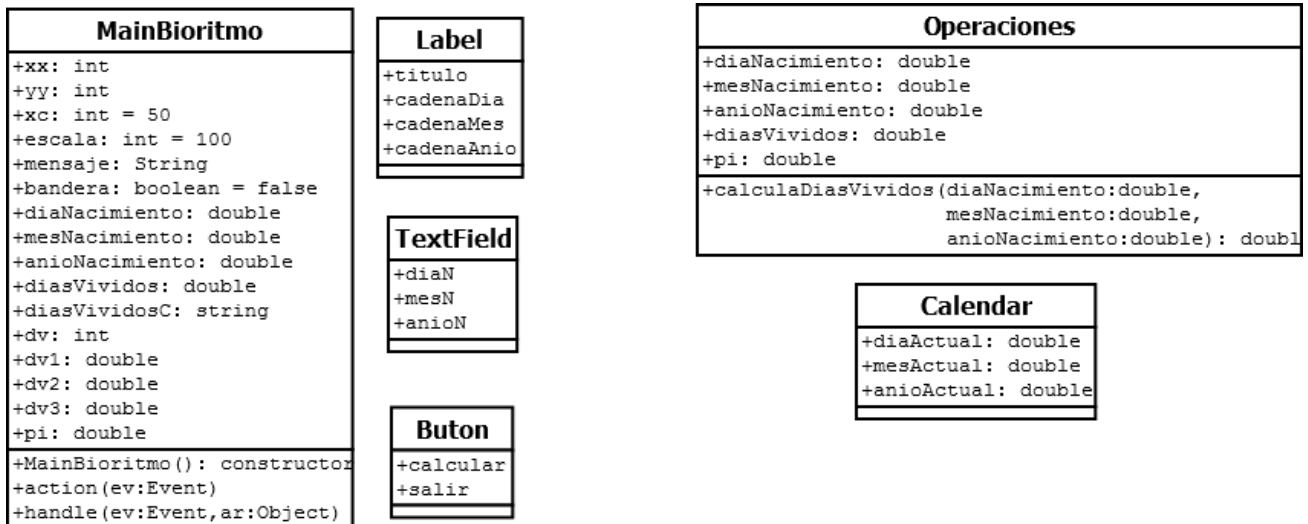 MainBioritmo
+xx: int
+yy: int
+xc: int = 50
+escala: int = 100
+mensaje: String
+bandera: boolean = false
+diaNacimiento: double
+mesNacimiento: double
+anioNacimiento: double
+diasVividos: double
+diasVividosC: string
+dv: int
+dv1: double
+dv2: double
+dv3: double
+pi: double
+MainBioritmo(): constructor
+action(ev:Event)
+handle(ev:Event,ar:Object)
Label
+titulo
+cadenaDia
+cadenaMes
+cadenaAnio
TextField
+diaN
+mesN
+anioN
Buton
+calcular
+salir
Operaciones
+diaNacimiento: double
+mesNacimiento: double
+anioNacimiento: double
+diasVividos: double
+pi: double
+calculaDiasVividos(diaNacimiento:double,
mesNacimiento:double,
anioNacimiento:double): doubl
Calendar
+diaActual: double
+mesActual: double
+anioActual: double